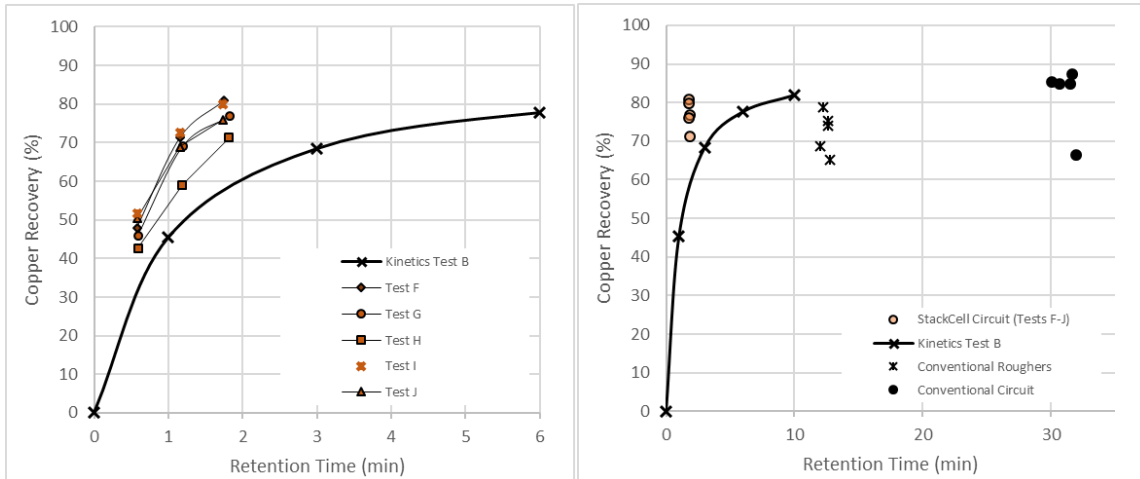 100
90
80
70
60
50
40
30
20
10
0
Copper Recovery (%)
Kinetics Test B
Test F
Test G
Test H
Test I
Test J
0 1 2 3 4 5 6
Retention Time (min)
100
90
80
70
60
50
40
30
20
10
0
Copper Recovery (%)
StackCell Circuit (Tests F-J)
Kinetics Test B
Conventional Roughers
Conventional Circuit
0 10 20 30
Retention Time (min)